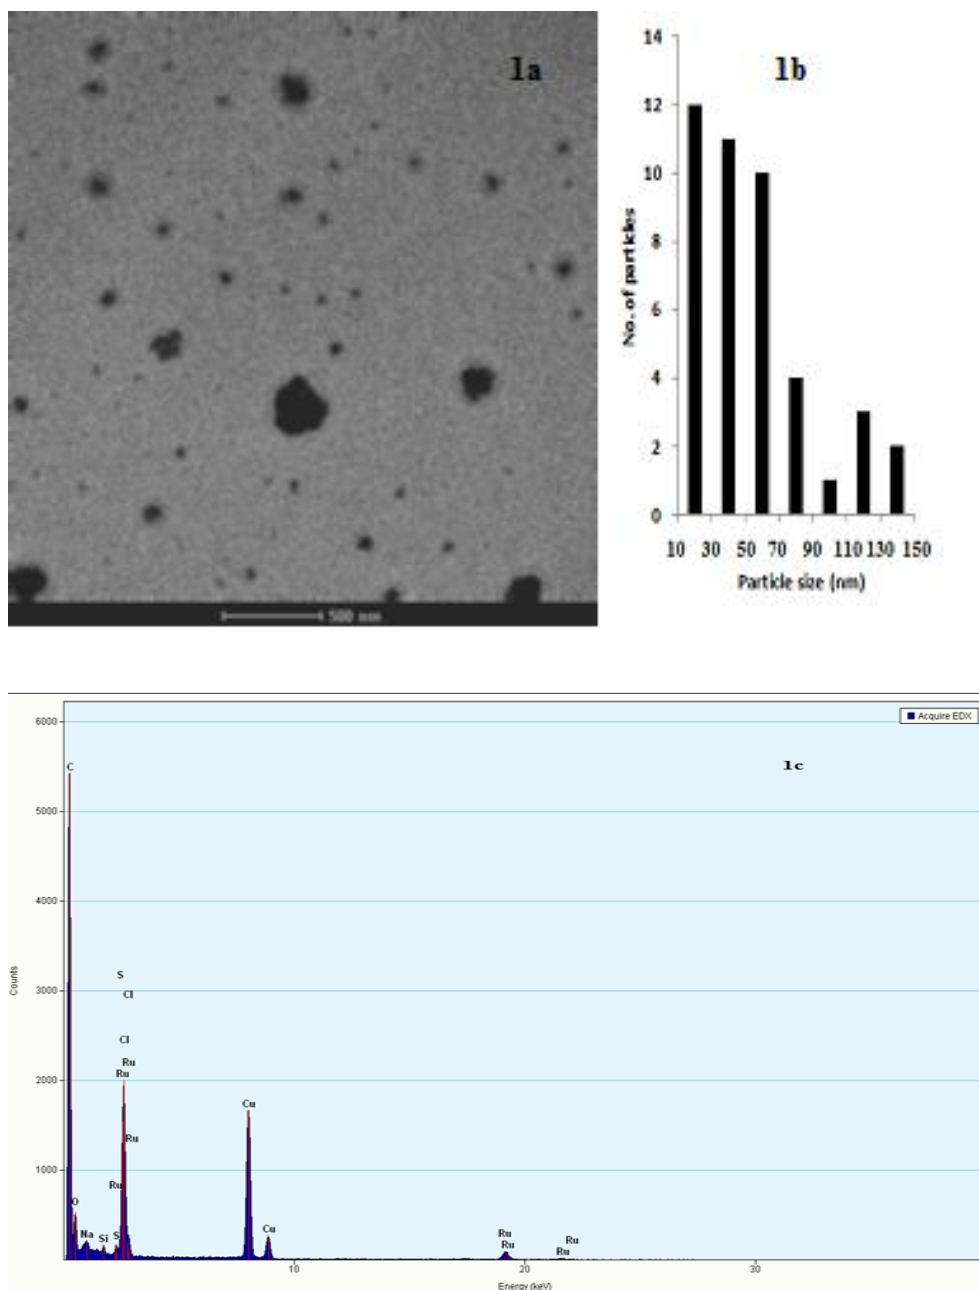 1a
500 nm
1b
No. of particles
14
12
10
8
6
4
2
0
10 30 50 70 90 110 130 150
Particle size (nm)
Acquire EDX
1c
Counts
6000
5000
4000
3000
2000
1000
C
O
Na
Si
S
S
Cl
Cl
Ru
Ru
Ru
Ru
Cu
Cu
Ru
Ru
Ru
Ru
10 20 30
Energy (keV)